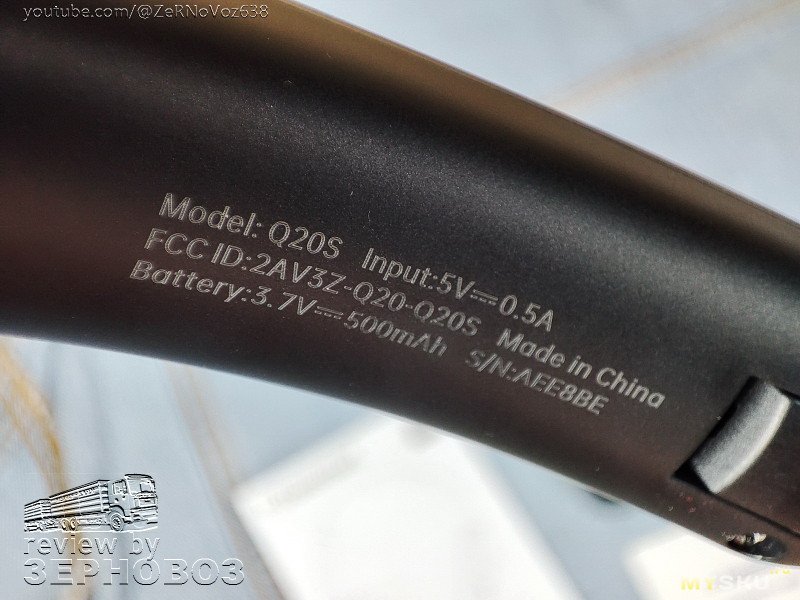 youtube.com/@ZeRNoVoz638
Model: Q20S Input:5V⎓0.5A
FCC ID:2AV3Z-Q20-Q20S Made in China
Battery:3.7V⎓500mAh S/N:AEE8BE
review by
ЗЕРНОВОЗ
MYSKU.ru